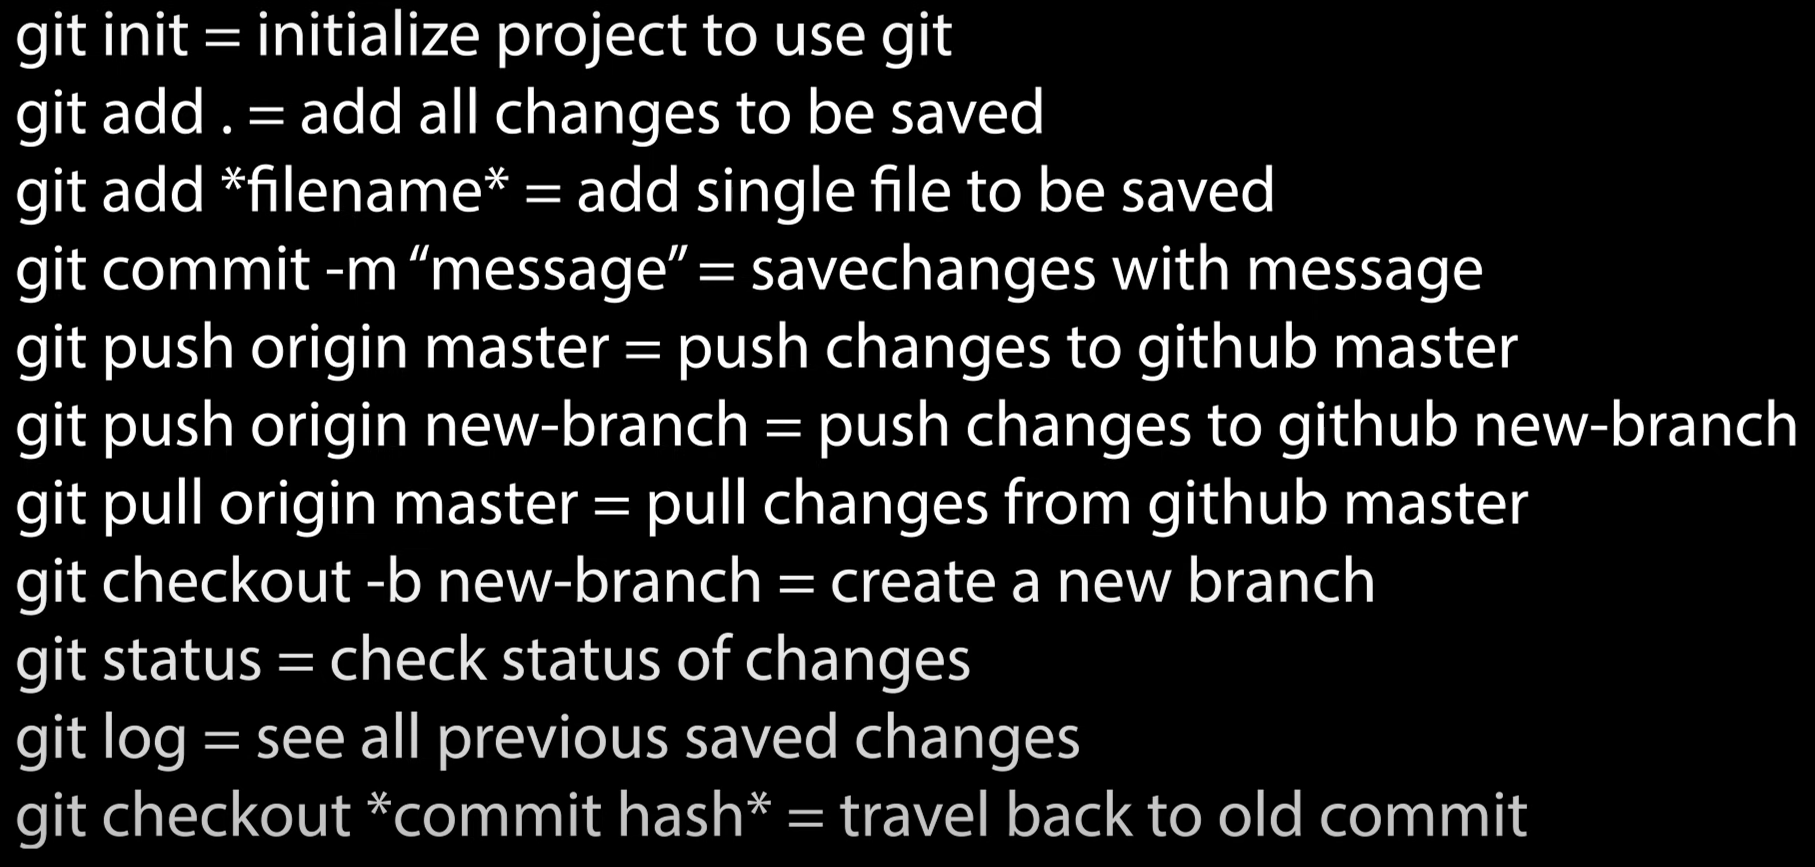 git init = initialize project to use git
git add . = add all changes to be saved
git add *filename* = add single file to be saved
git commit -m “message” = savechanges with message
git push origin master = push changes to github master
git push origin new-branch = push changes to github new-branch
git pull origin master = pull changes from github master
git checkout -b new-branch = create a new branch
git status = check status of changes
git log = see all previous saved changes
git checkout *commit hash* = travel back to old commit